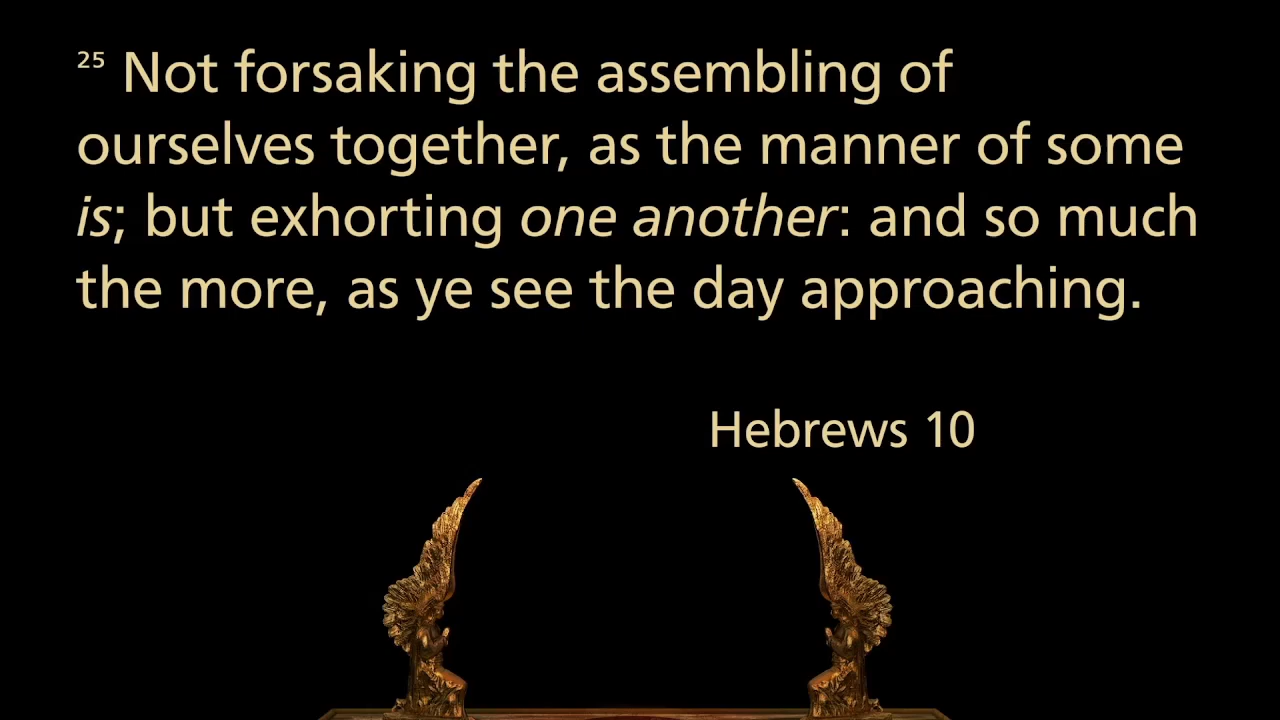 25 Not forsaking the assembling of
ourselves together, as the manner of some
is; but exhorting one another: and so much
the more, as ye see the day approaching.
Hebrews 10